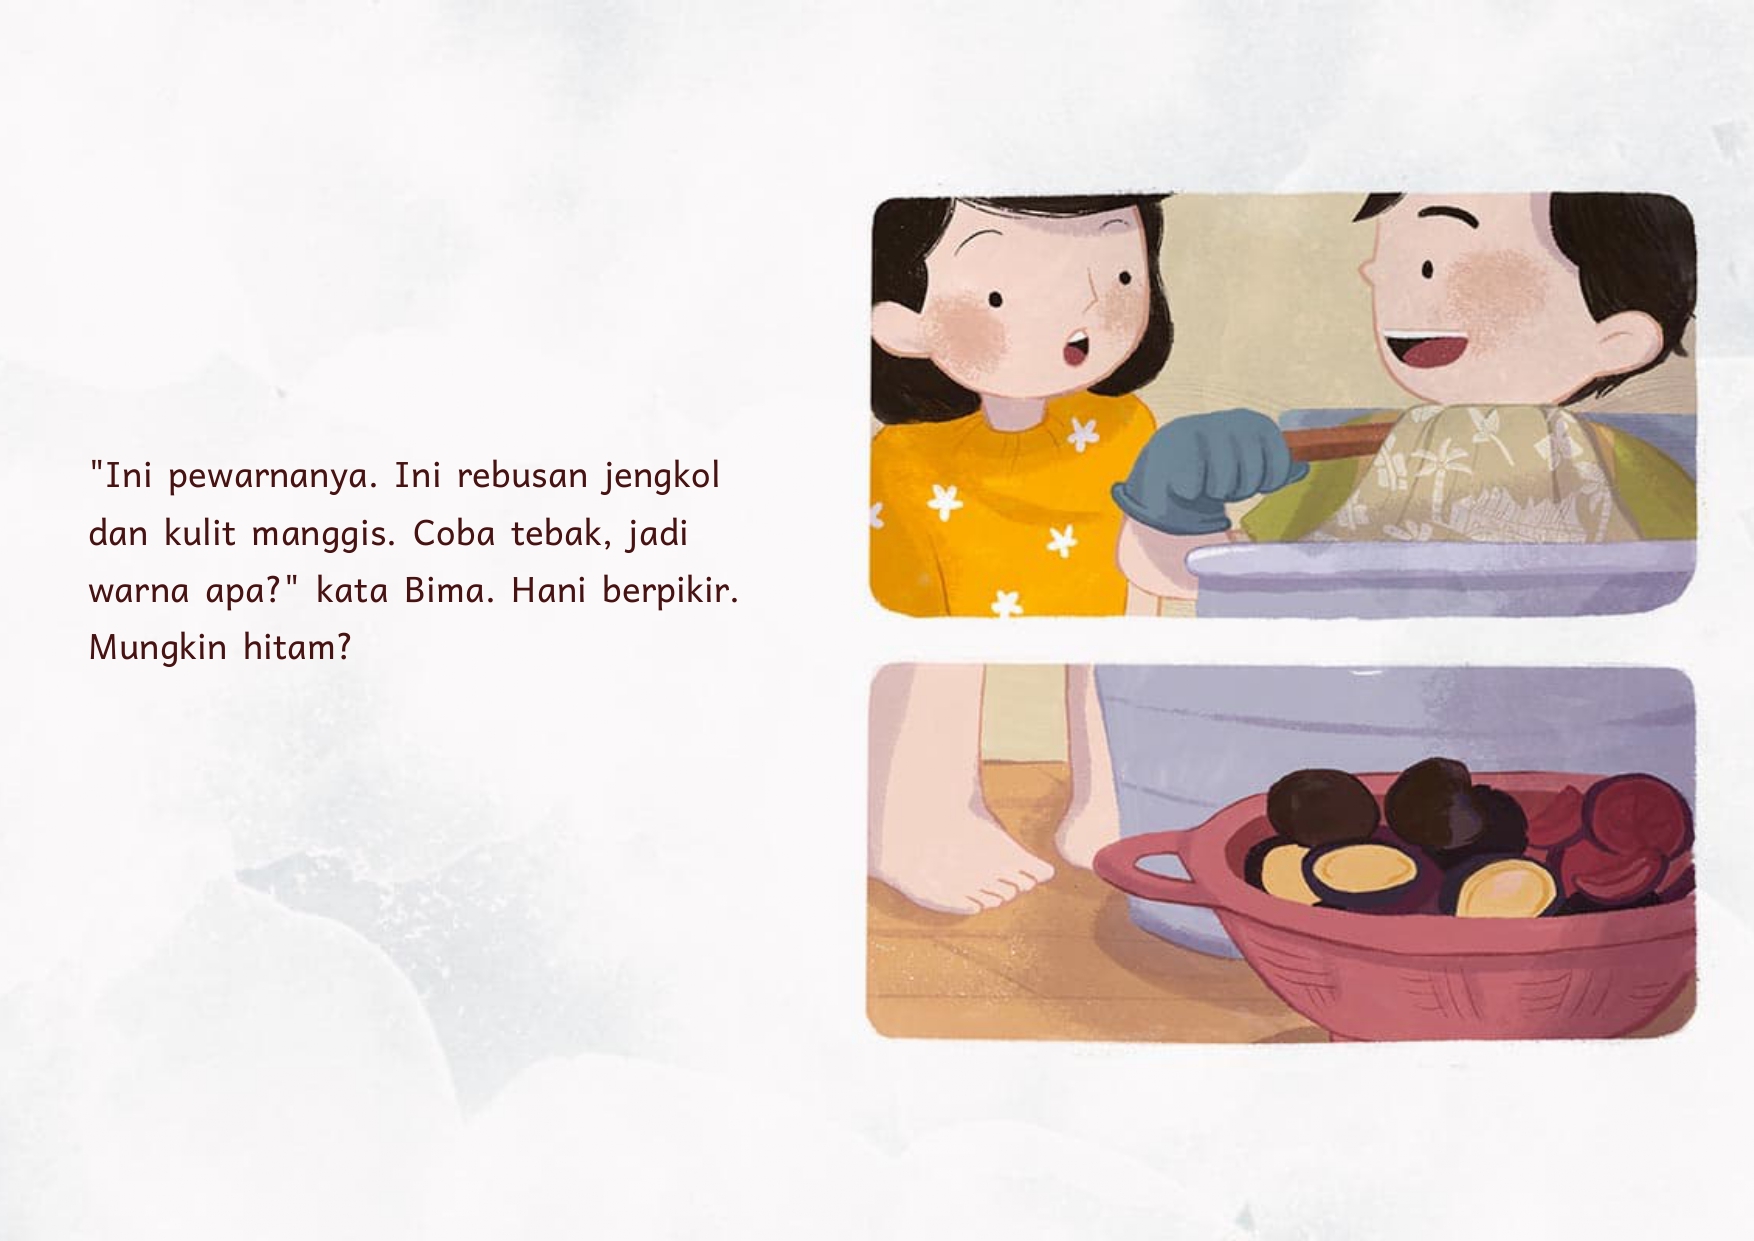 "Ini pewarnanya. Ini rebusan jengkol
dan kulit manggis. Coba tebak, jadi
warna apa?" kata Bima. Hani berpikir.
Mungkin hitam?